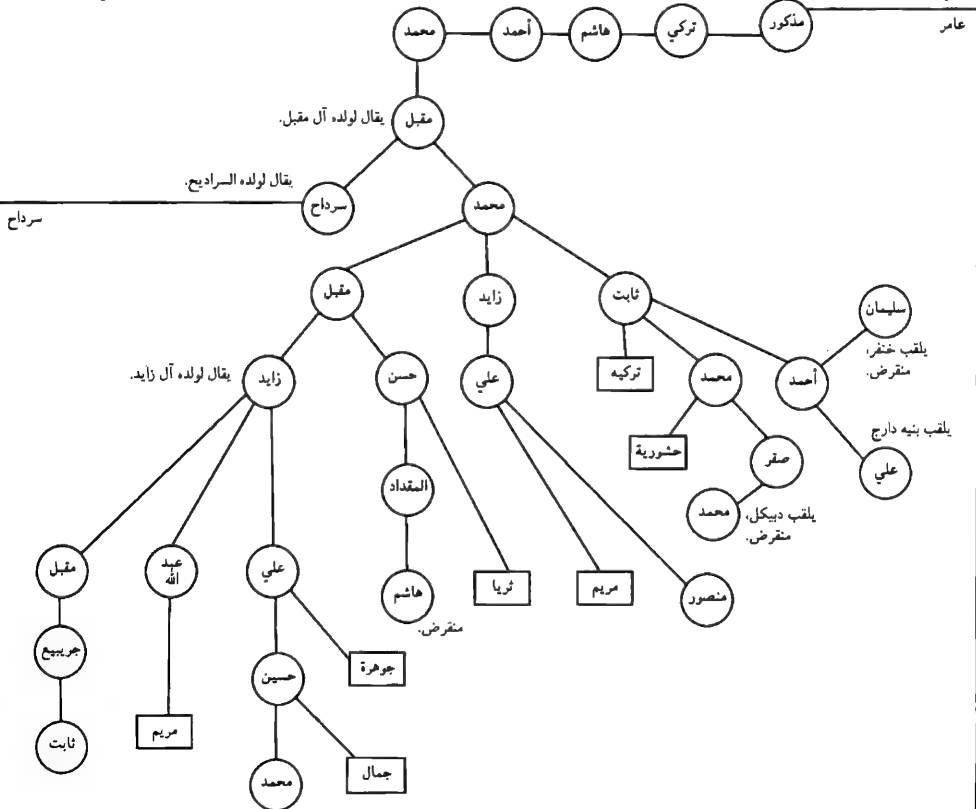 عامر
مذكور
تركي
هاشم
أحمد
محمد
مقبل
يقال لولده آل مقبل.
يقال لولده السراديح.
سرداح
سرداح
محمد
مقبل
زايد
ثابت
سليمان
يلقب خنفر،
منقرض.
أحمد
محمد
تركيه
علي
حسن
زايد
يقال لولده آل زايد.
يلقب بنيه دارج
علي
صقر
حشورية
يلقب دبيكل،
منقرض.
محمد
المقداد
منصور
مريم
ثريا
هاشم
منقرض.
علي
عبد
الله
مقبل
جوهرة
حسين
جريبيع
مريم
ثابت
جمال
محمد